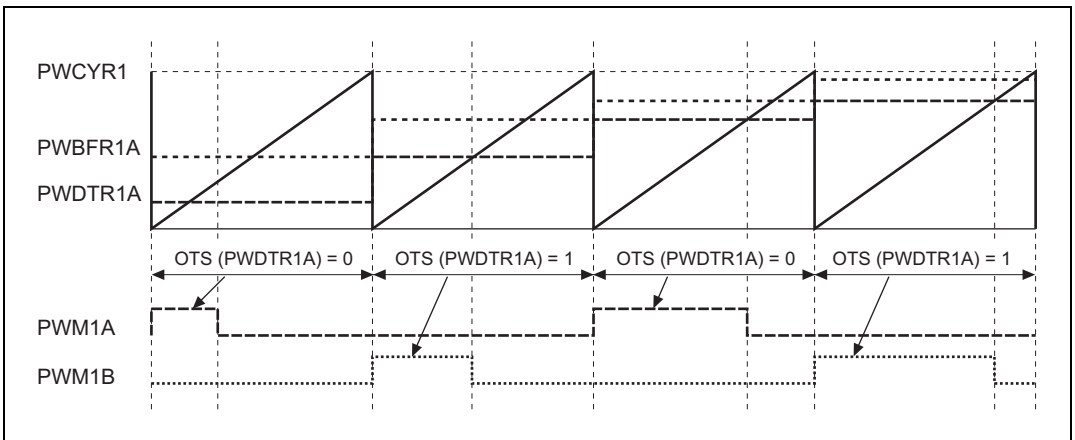 PWCYR1
PWBFR1A
PWDTR1A
OTS (PWDTR1A) = 0 OTS (PWDTR1A) = 1 OTS (PWDTR1A) = 0 OTS (PWDTR1A) = 1
PWM1A
PWM1B